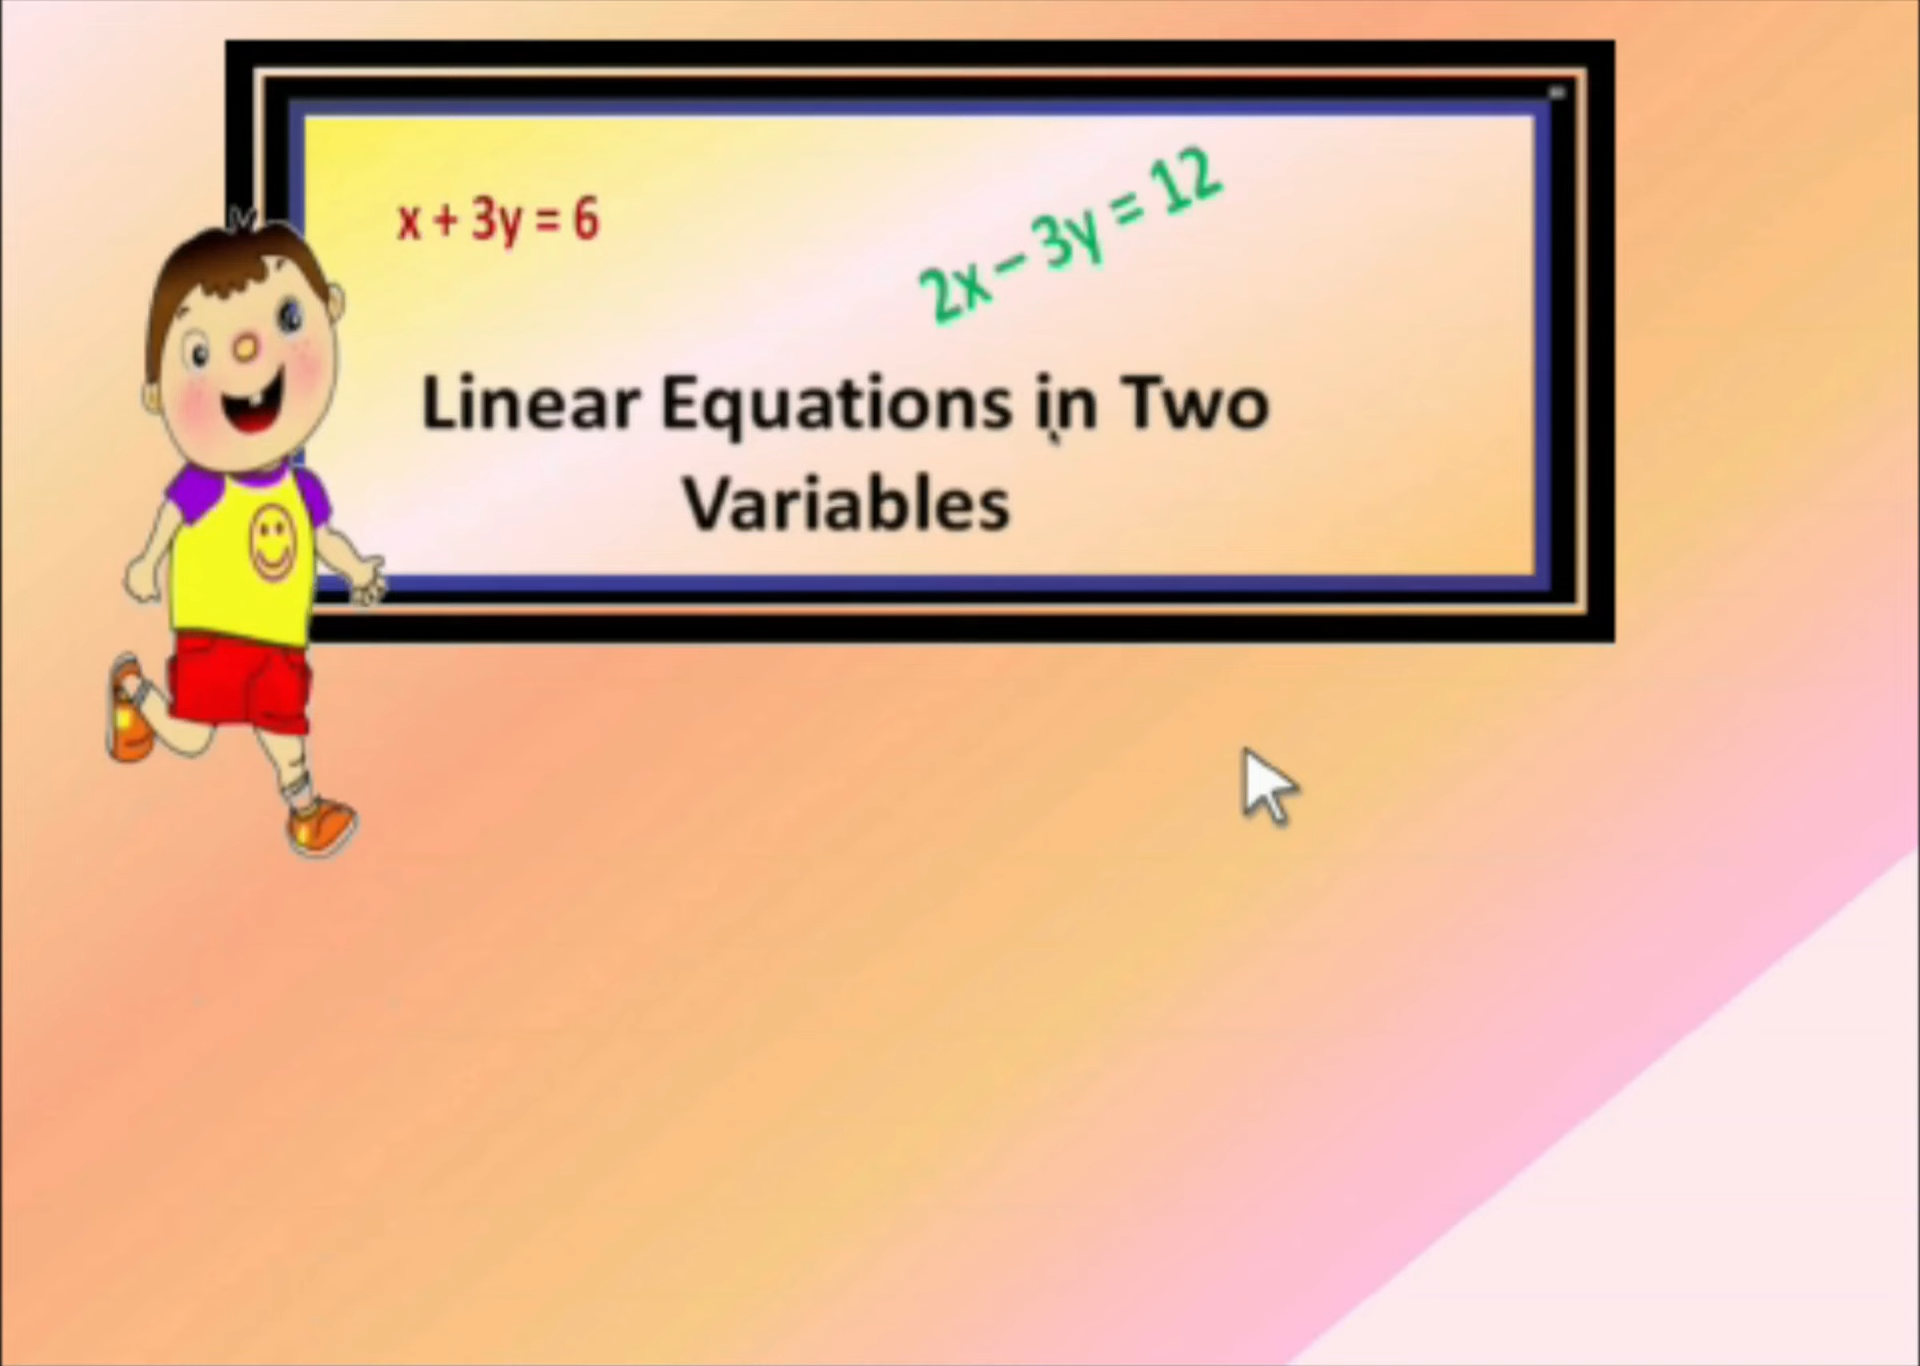 x + 3y = 6
2x – 3y = 12
Linear Equations in Two
Variables